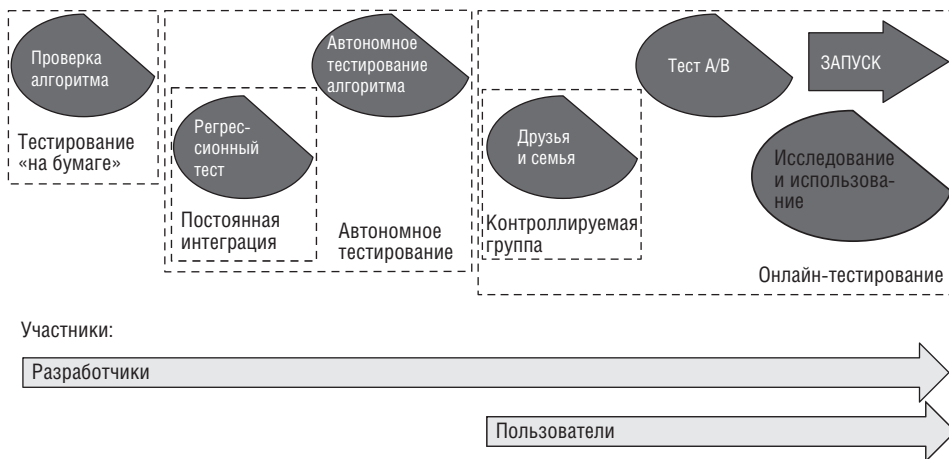 Проверка
алгоритма
Тестирование
«на бумаге»
Регрес-
сионный
тест
Постоянная
интеграция
Автономное
тестирование
алгоритма
Автономное
тестирование
Друзья
и семья
Контроллируемая
группа
Тест А/В
ЗАПУСК
Исследование
и использова-
ние
Онлайн-тестирование
Участники:
Разработчики
Пользователи